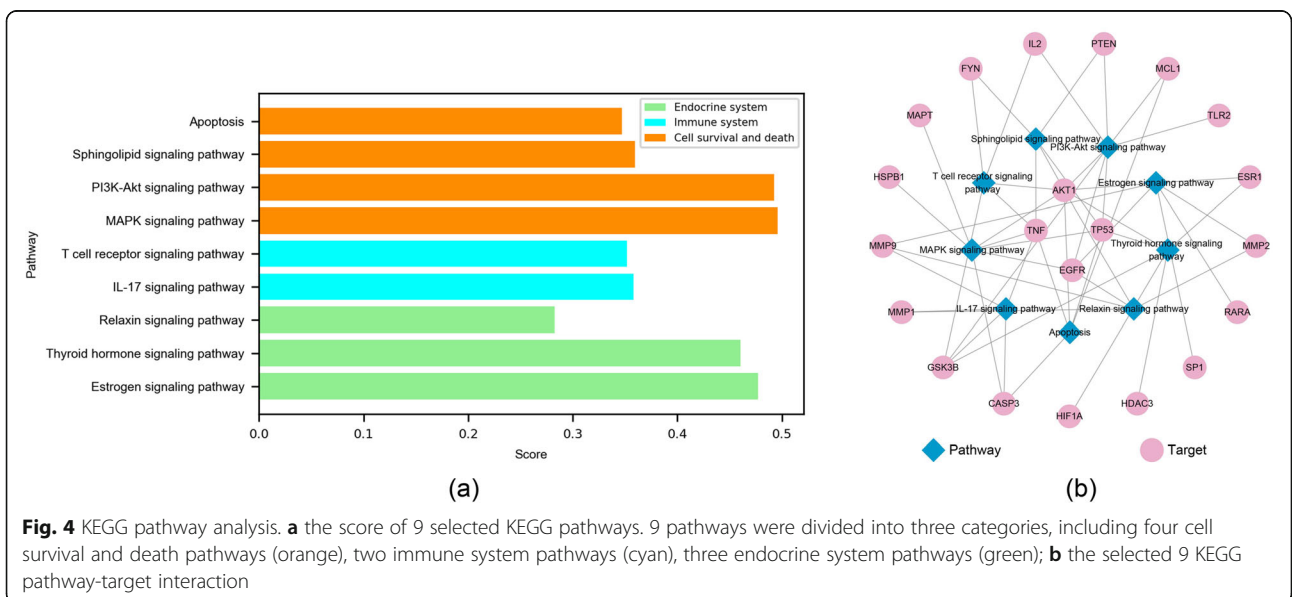 Endocrine system
Immune system
Cell survival and death
Pathway
Apoptosis
Sphingolipid signaling pathway
PI3K-Akt signaling pathway
MAPK signaling pathway
T cell receptor signaling pathway
IL-17 signaling pathway
Relaxin signaling pathway
Thyroid hormone signaling pathway
Estrogen signaling pathway
0.0 0.1 0.2 0.3 0.4 0.5
Score
(a)
IL2
PTEN
FYN
MCL1
MAPT
TLR2
Sphingolipid signaling pathway
PI3K-Akt signaling pathway
HSPB1
T cell receptor signaling
pathway
AKT1
Estrogen signaling pathway
ESR1
MMP9
TNF
TP53
MAPK signaling pathway
Thyroid hormone signaling
pathway
MMP2
EGFR
MMP1
IL-17 signaling pathway
Relaxin signaling pathway
RARA
Apoptosis
GSK3B
SP1
CASP3
HIF1A
HDAC3
Pathway
Target
(b)
Fig. 4 KEGG pathway analysis. a the score of 9 selected KEGG pathways. 9 pathways were divided into three categories, including four cell
survival and death pathways (orange), two immune system pathways (cyan), three endocrine system pathways (green); b the selected 9 KEGG
pathway-target interaction